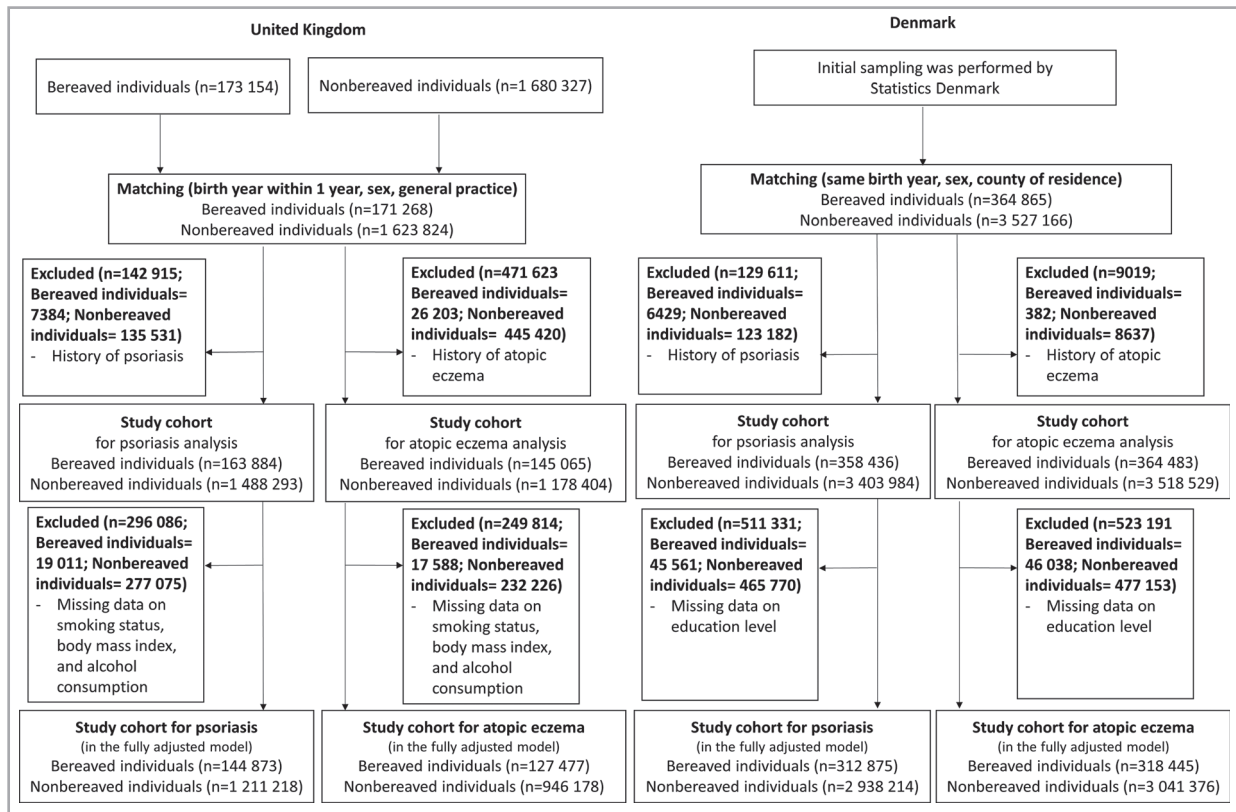 United Kingdom
Bereaved individuals (n=173 154)
Nonbereaved individuals (n=1 680 327)
Matching (birth year within 1 year, sex, general practice)
Bereaved individuals (n=171 268)
Nonbereaved individuals (n=1 623 824)
Excluded (n=142 915;
Bereaved individuals=
7384; Nonbereaved
individuals= 135 531)
- History of psoriasis
Excluded (n=471 623
Bereaved individuals=
26 203; Nonbereaved
individuals=  445 420)
- History of atopic
eczema
Study cohort
for psoriasis analysis
Bereaved individuals (n=163 884)
Nonbereaved individuals (n=1 488 293)
Study cohort
for atopic eczema analysis
Bereaved individuals (n=145 065)
Nonbereaved individuals (n=1 178 404)
Excluded (n=296 086;
Bereaved individuals=
19 011; Nonbereaved
individuals= 277 075)
- Missing data on
smoking status,
body mass index,
and alcohol
consumption
Excluded (n=249 814;
Bereaved individuals=
17 588; Nonbereaved
individuals= 232 226)
- Missing data on
smoking status,
body mass index,
and alcohol
consumption
Study cohort for psoriasis
(in the fully adjusted model)
Bereaved individuals (n=144 873)
Nonbereaved individuals (n=1 211 218)
Study cohort for atopic eczema
(in the fully adjusted model)
Bereaved individuals (n=127 477)
Nonbereaved individuals (n=946 178)
Denmark
Initial sampling was performed by
Statistics Denmark
Matching (same birth year, sex, county of residence)
Bereaved individuals (n=364 865)
Nonbereaved individuals (n=3 527 166)
Excluded (n=129 611;
Bereaved individuals=
6429; Nonbereaved
individuals= 123 182)
- History of psoriasis
Excluded (n=9019;
Bereaved individuals=
382; Nonbereaved
individuals= 8637)
- History of atopic
eczema
Study cohort
for psoriasis analysis
Bereaved individuals (n=358 436)
Nonbereaved individuals (n=3 403 984)
Study cohort
for atopic eczema analysis
Bereaved individuals (n=364 483)
Nonbereaved individuals (n=3 518 529)
Excluded (n=511 331;
Bereaved individuals=
45 561; Nonbereaved
individuals= 465 770)
- Missing data on
education level
Excluded (n=523 191
Bereaved individuals=
46 038; Nonbereaved
individuals= 477 153)
- Missing data on
education level
Study cohort for psoriasis
(in the fully adjusted model)
Bereaved individuals (n=312 875)
Nonbereaved individuals (n=2 938 214)
Study cohort for atopic eczema
(in the fully adjusted model)
Bereaved individuals (n=318 445)
Nonbereaved individuals (n=3 041 376)